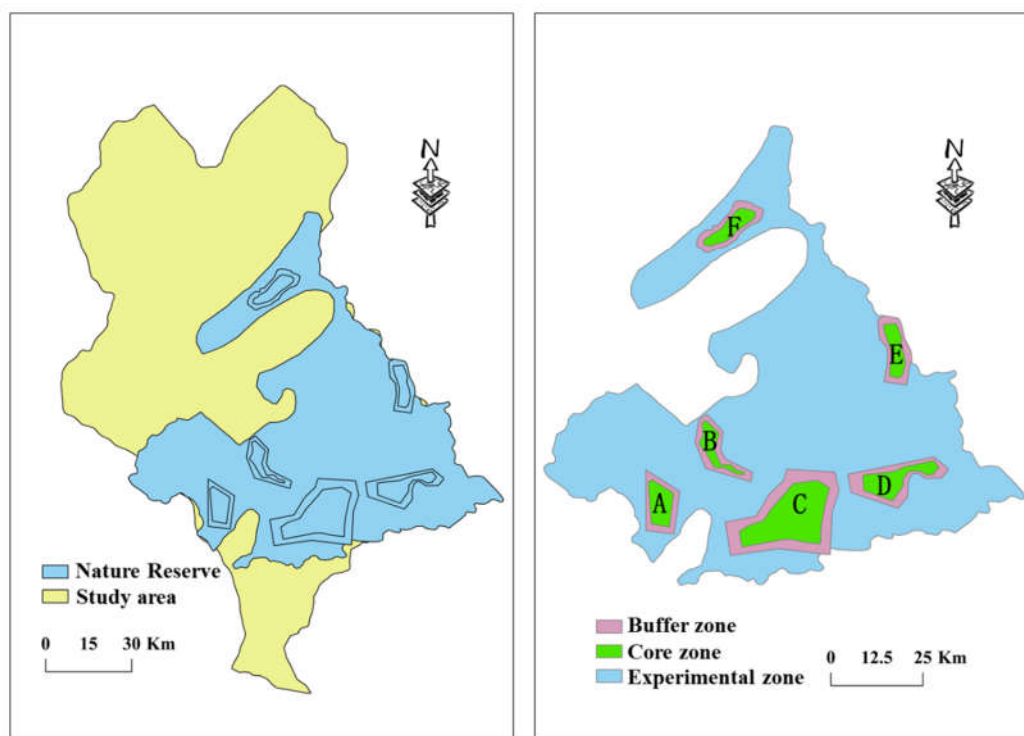 N
Nature Reserve
Study area
0 15 30 Km
N
F
E
B
D
A
C
Buffer zone
Core zone
Experimental zone
0 12.5 25 Km